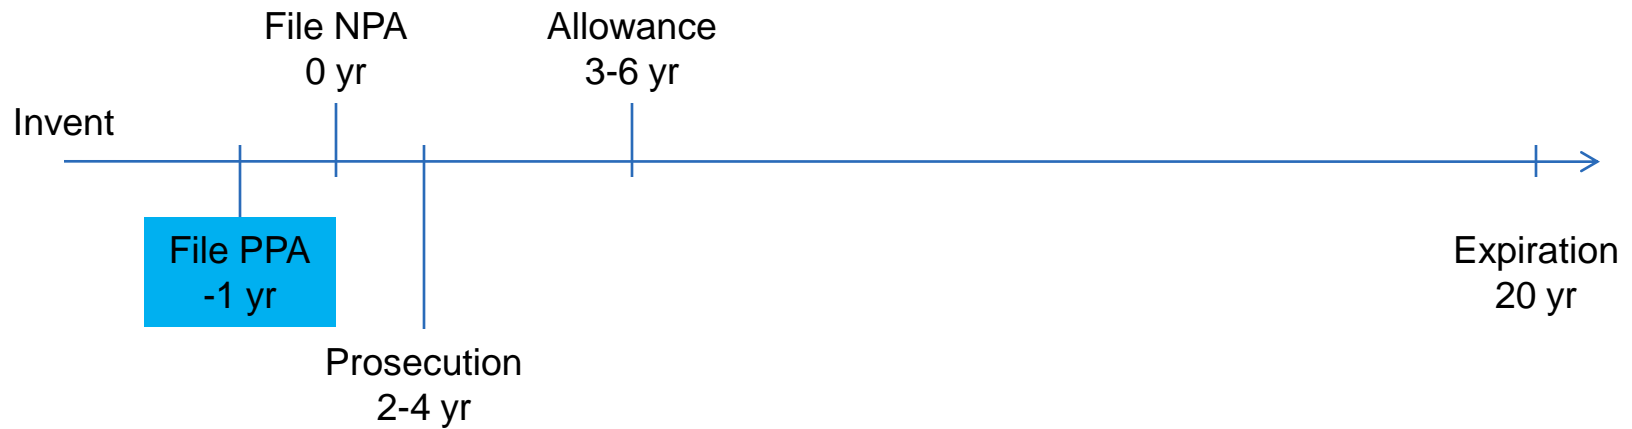 File NPA
0 yr
Allowance
3-6 yr
Invent
File PPA
-1 yr
Expiration
20 yr
Prosecution
2-4 yr